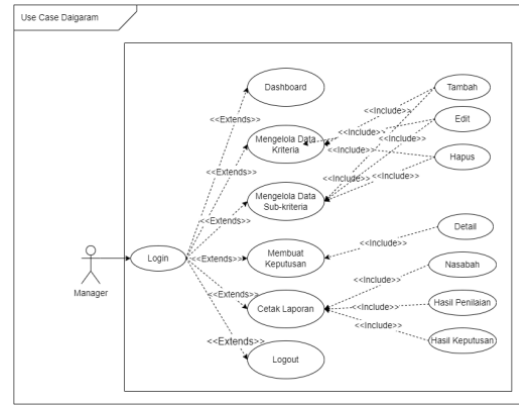 Use Case Daigaram
Dashboard
Tambah
<<Include>>
<<Extends>>
Edit
<<Include>>
Mengelola Data
Kriteria
<<Include>>
<<Include>>
<<Extends>>
Hapus
<<Extends>>
<<Include>>
<<Include>>
Mengelola Data
Sub-kriteria
<<Extends>>
Detail
<<Include>>
Manager
Login
<<Extends>>
Membuat
Keputusan
Nasabah
<<Include>>
<<Extends>>
Cetak Laporan
<<Include>>
Hasil Penilaian
<<Include>>
<<Extends>>
Hasil Keputusan
Logout